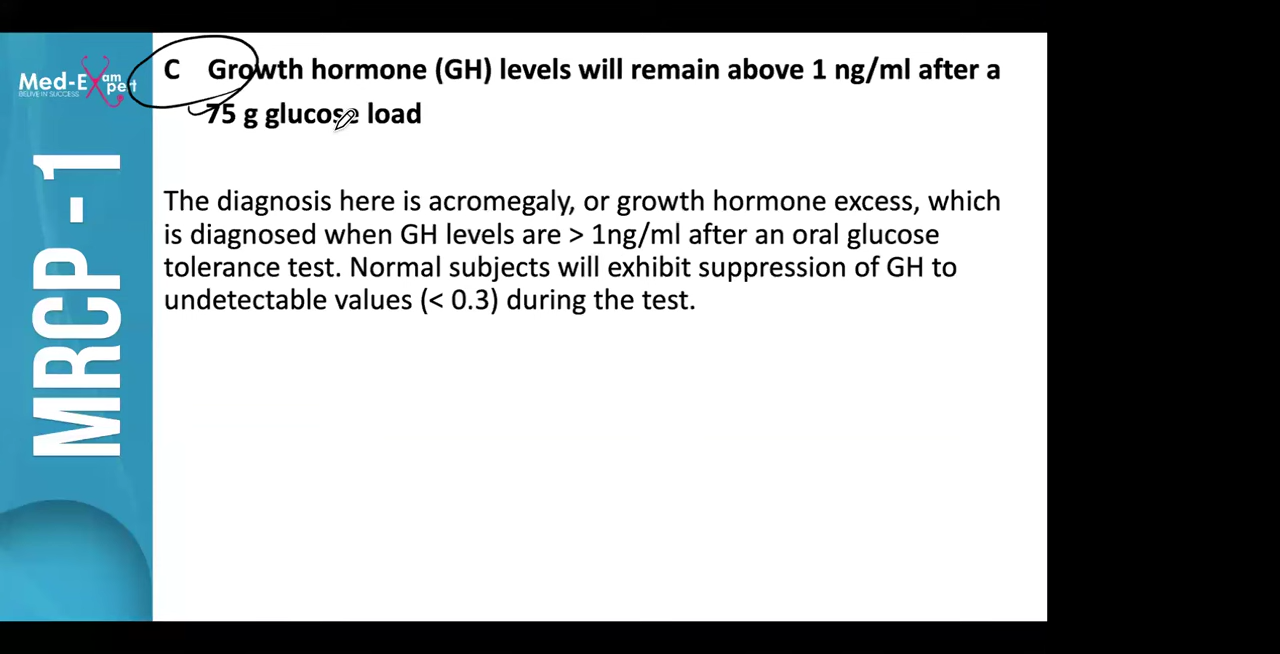 Med-Exam
pert
BELIVE IN SUCCESS
MRCP -1
C Growth hormone (GH) levels will remain above 1 ng/ml after a
75 g glucose load
The diagnosis here is acromegaly, or growth hormone excess, which
is diagnosed when GH levels are > 1ng/ml after an oral glucose
tolerance test. Normal subjects will exhibit suppression of GH to
undetectable values (< 0.3) during the test.